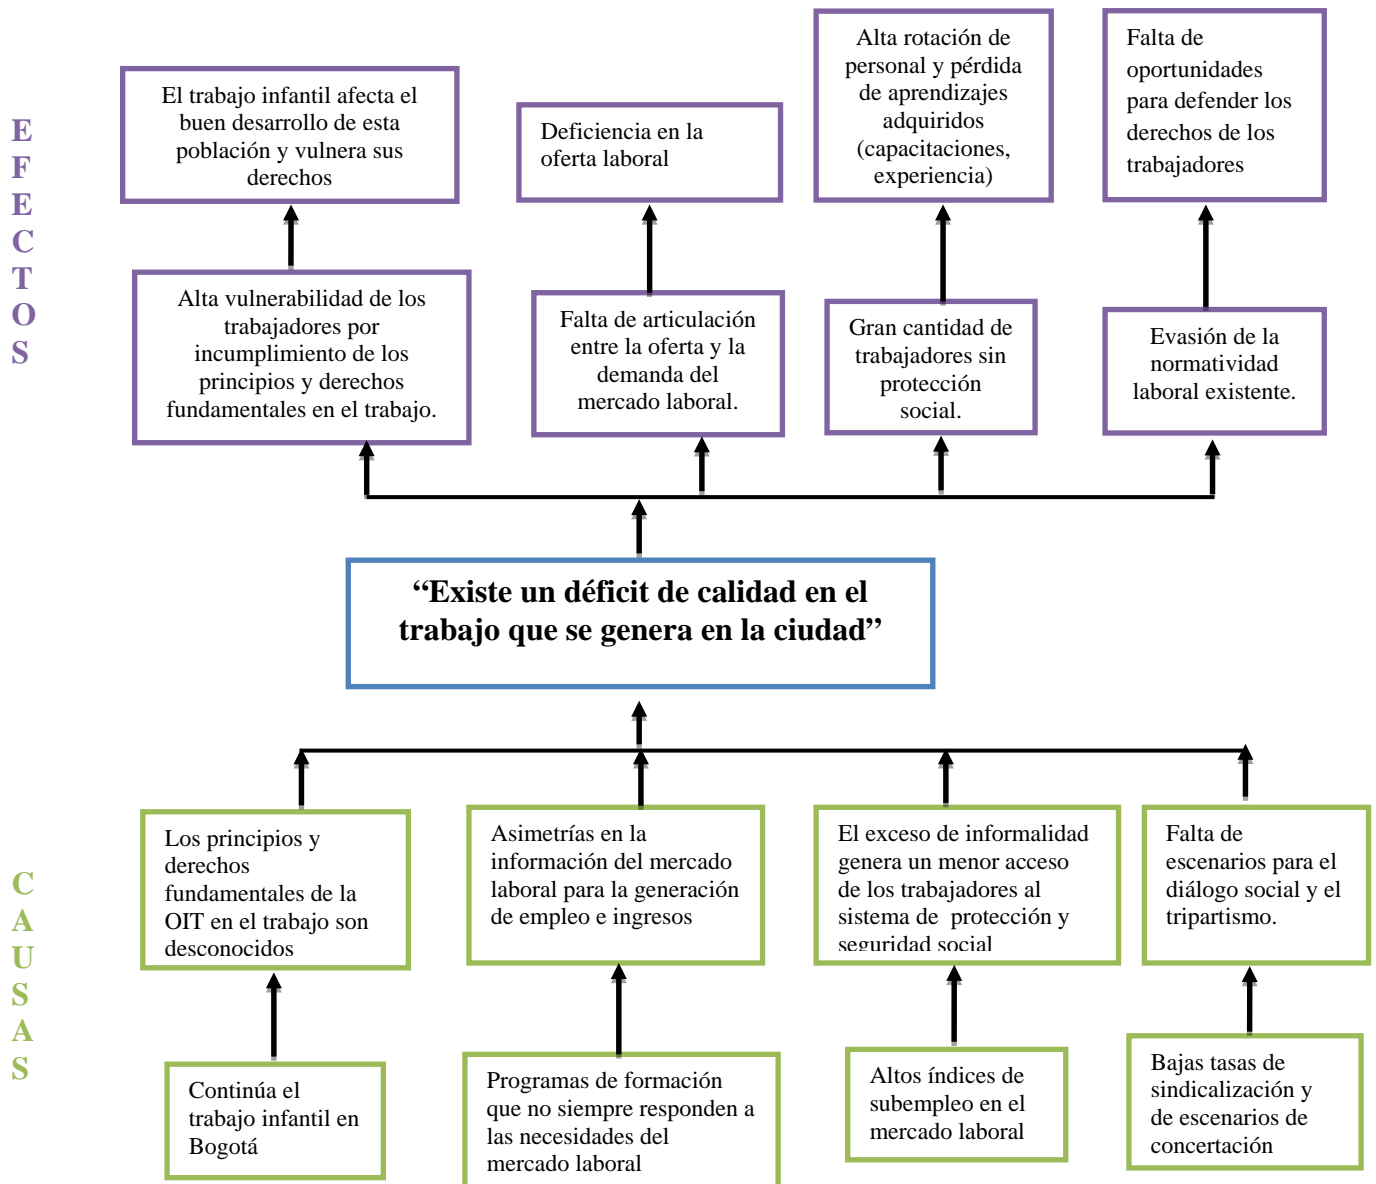 E
F
E
C
T
O
S
El trabajo infantil afecta el
buen desarrollo de esta
población y vulnera sus
derechos
Deficiencia en la
oferta laboral
Alta rotación de
personal y pérdida
de aprendizajes
adquiridos
(capacitaciones,
experiencia)
Falta de
oportunidades
para defender los
derechos de los
trabajadores
Alta vulnerabilidad de los
trabajadores por
incumplimiento de los
principios y derechos
fundamentales en el trabajo.
Falta de articulación
entre la oferta y la
demanda del
mercado laboral.
Gran cantidad de
trabajadores sin
protección
social.
Evasión de la
normatividad
laboral existente.
“Existe un déficit de calidad en el
trabajo que se genera en la ciudad”
C
A
U
S
A
S
Los principios y
derechos
fundamentales de la
OIT en el trabajo son
desconocidos
Asimetrías en la
información del mercado
laboral para la generación
de empleo e ingresos
El exceso de informalidad
genera un menor acceso
de los trabajadores al
sistema de  protección y
seguridad social
Falta de
escenarios para el
diálogo social y el
tripartismo.
Continúa el
trabajo infantil en
Bogotá
Programas de formación
que no siempre responden a
las necesidades del
mercado laboral
Altos índices de
subempleo en el
mercado laboral
Bajas tasas de
sindicalización y
de escenarios de
concertación